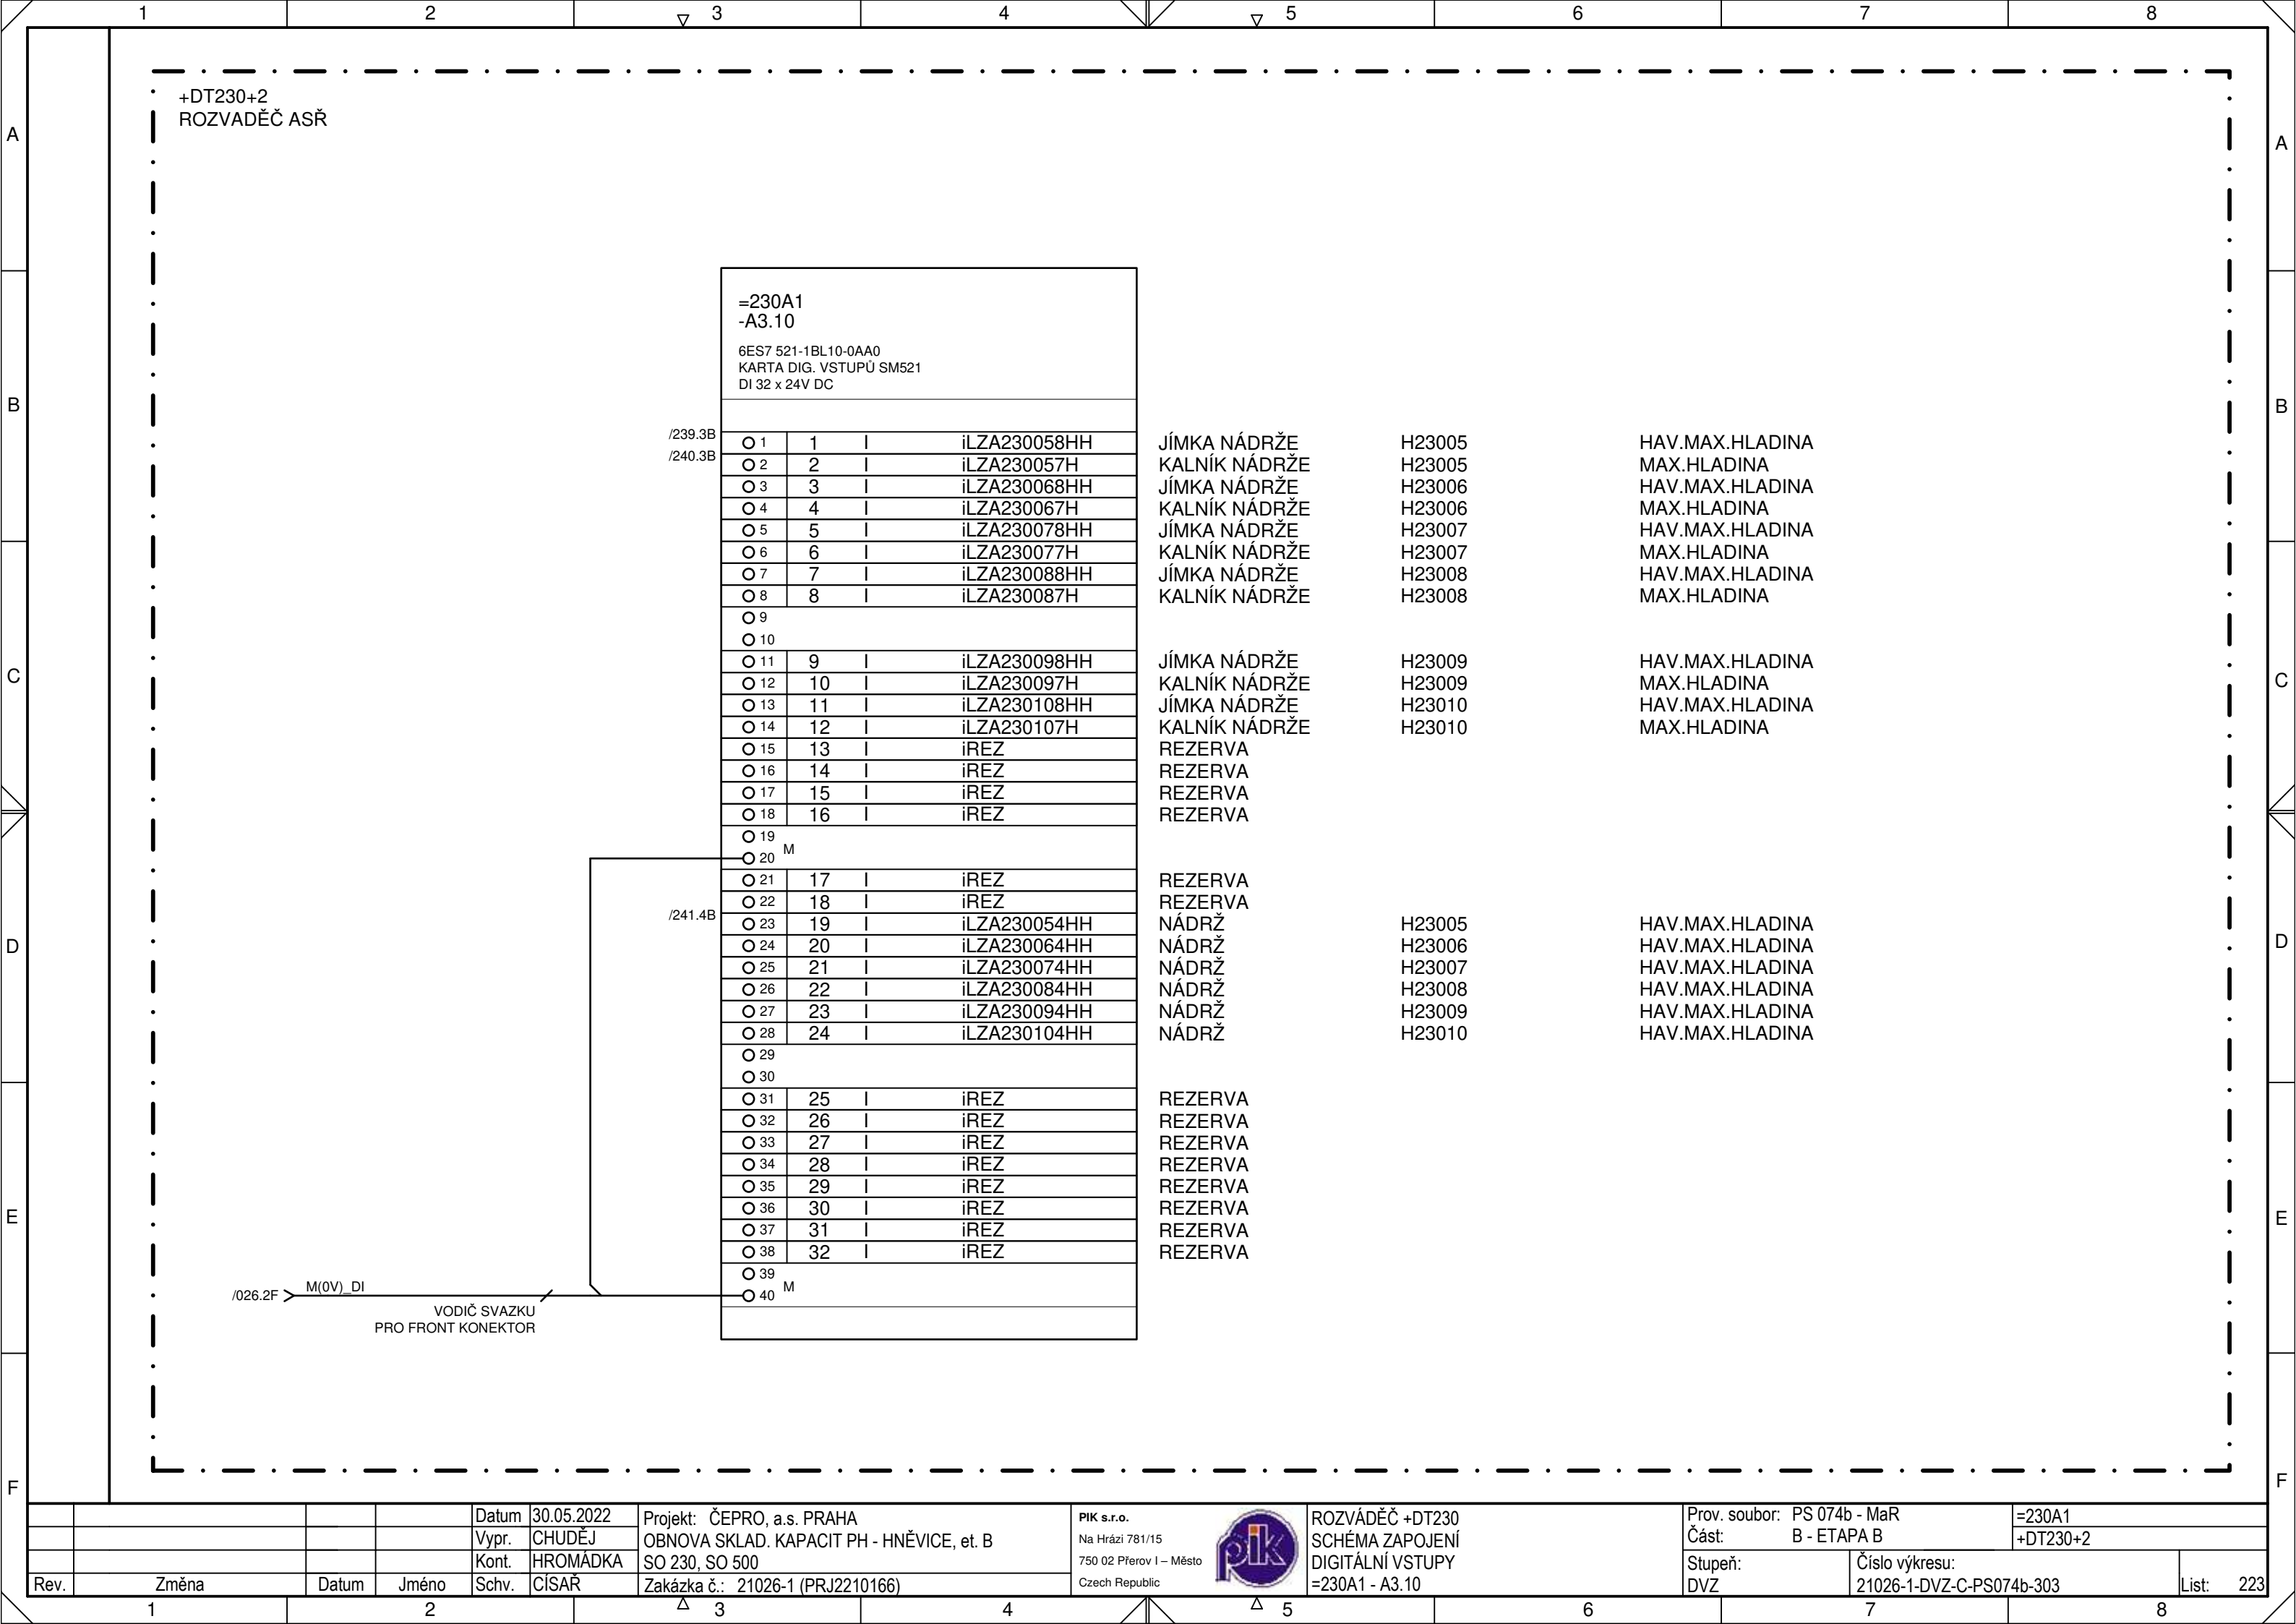 1 2 3 4 5 6 7 8
A A
B B
C C
D D
E E
F F
+DT230+2
ROZVADĚČ ASŘ
=230A1
-A3.10
6ES7 521-1BL10-0AA0
KARTA DIG. VSTUPŮ SM521
DI 32 x 24V DC
/239.3B
/240.3B
1 1 I iLZA230058HH JÍMKA NÁDRŽE H23005 HAV.MAX.HLADINA
2 2 I iLZA230057H KALNÍK NÁDRŽE H23005 MAX.HLADINA
3 3 I iLZA230068HH JÍMKA NÁDRŽE H23006 HAV.MAX.HLADINA
4 4 I iLZA230067H KALNÍK NÁDRŽE H23006 MAX.HLADINA
5 5 I iLZA230078HH JÍMKA NÁDRŽE H23007 HAV.MAX.HLADINA
6 6 I iLZA230077H KALNÍK NÁDRŽE H23007 MAX.HLADINA
7 7 I iLZA230088HH JÍMKA NÁDRŽE H23008 HAV.MAX.HLADINA
8 8 I iLZA230087H KALNÍK NÁDRŽE H23008 MAX.HLADINA
9
10
11 9 I iLZA230098HH JÍMKA NÁDRŽE H23009 HAV.MAX.HLADINA
12 10 I iLZA230097H KALNÍK NÁDRŽE H23009 MAX.HLADINA
13 11 I iLZA230108HH JÍMKA NÁDRŽE H23010 HAV.MAX.HLADINA
14 12 I iLZA230107H KALNÍK NÁDRŽE H23010 MAX.HLADINA
15 13 I iREZ REZERVA
16 14 I iREZ REZERVA
17 15 I iREZ REZERVA
18 16 I iREZ REZERVA
19
20 M
21 17 I iREZ REZERVA
22 18 I iREZ REZERVA
/241.4B
23 19 I iLZA230054HH NÁDRŽ H23005 HAV.MAX.HLADINA
24 20 I iLZA230064HH NÁDRŽ H23006 HAV.MAX.HLADINA
25 21 I iLZA230074HH NÁDRŽ H23007 HAV.MAX.HLADINA
26 22 I iLZA230084HH NÁDRŽ H23008 HAV.MAX.HLADINA
27 23 I iLZA230094HH NÁDRŽ H23009 HAV.MAX.HLADINA
28 24 I iLZA230104HH NÁDRŽ H23010 HAV.MAX.HLADINA
29
30
31 25 I iREZ REZERVA
32 26 I iREZ REZERVA
33 27 I iREZ REZERVA
34 28 I iREZ REZERVA
35 29 I iREZ REZERVA
36 30 I iREZ REZERVA
37 31 I iREZ REZERVA
38 32 I iREZ REZERVA
39
40 M
/026.2F M(0V)_DI
VODIČ SVAZKU
PRO FRONT KONEKTOR
Rev. Změna Datum Jméno
Datum 30.05.2022
Vypr. CHUDĚJ
Kont. HROMÁDKA
Schv. CÍSAŘ
Projekt: ČEPRO, a.s. PRAHA
OBNOVA SKLAD. KAPACIT PH - HNĚVICE, et. B
SO 230, SO 500
Zakázka č.: 21026-1 (PRJ2210166)
PIK s.r.o.
Na Hrázi 781/15
750 02 Přerov I – Město
Czech Republic
pik
ROZVÁDĚČ +DT230
SCHÉMA ZAPOJENÍ
DIGITÁLNÍ VSTUPY
=230A1 - A3.10
Prov. soubor: PS 074b - MaR
Část: B - ETAPA B
=230A1
+DT230+2
Stupeň:
DVZ
Číslo výkresu:
21026-1-DVZ-C-PS074b-303
List: 223
1 2 3 4 5 6 7 8